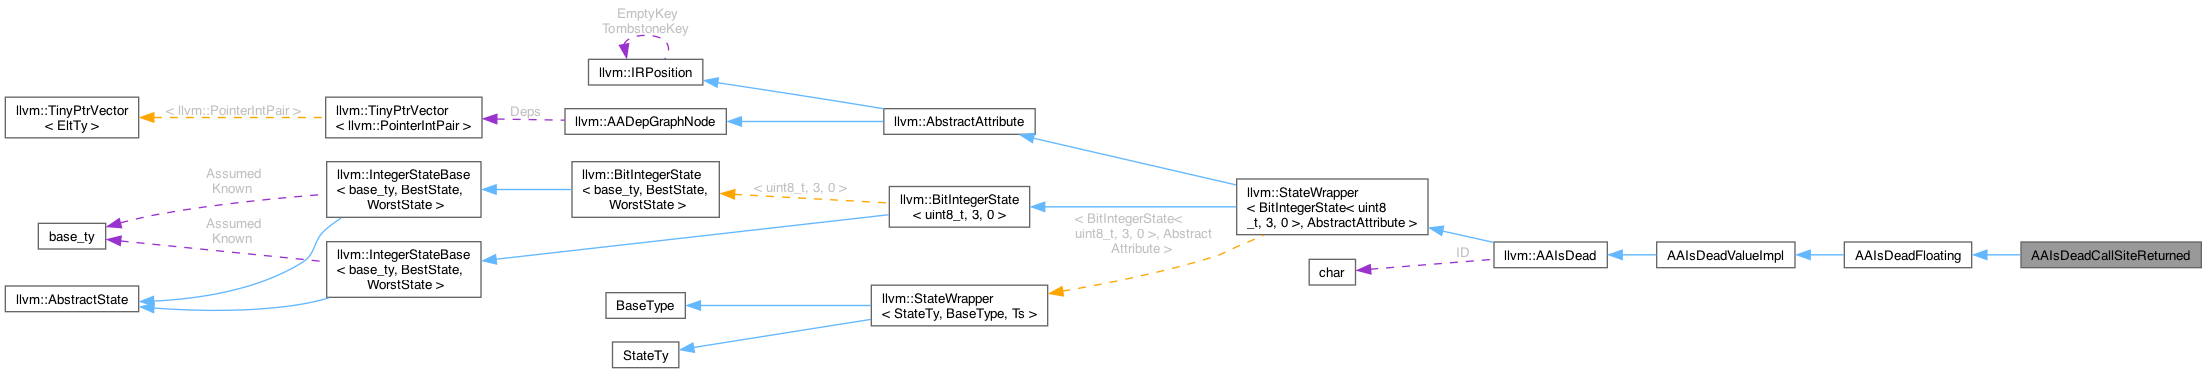 EmptyKey
TombstoneKey
llvm::IRPosition
llvm::TinyPtrVector
< EltTy >
< llvm::PointerIntPair >
llvm::TinyPtrVector
< llvm::PointerIntPair >
Deps
llvm::AADepGraphNode
llvm::AbstractAttribute
Assumed
Known
llvm::IntegerStateBase
< base_ty, BestState,
WorstState >
llvm::BitIntegerState
< base_ty, BestState,
WorstState >
< uint8_t, 3, 0 >
llvm::BitIntegerState
< uint8_t, 3, 0 >
llvm::StateWrapper
< BitIntegerState< uint8
_t, 3, 0 >, AbstractAttribute >
base_ty
Assumed
Known
llvm::IntegerStateBase
< base_ty, BestState,
WorstState >
< BitIntegerState<
uint8_t, 3, 0 >, Abstract
Attribute >
llvm::AbstractState
BaseType
StateTy
llvm::StateWrapper
< StateTy, BaseType, Ts >
char
ID
llvm::AAIsDead
AAIsDeadValueImpl
AAIsDeadFloating
AAIsDeadCallSiteReturned